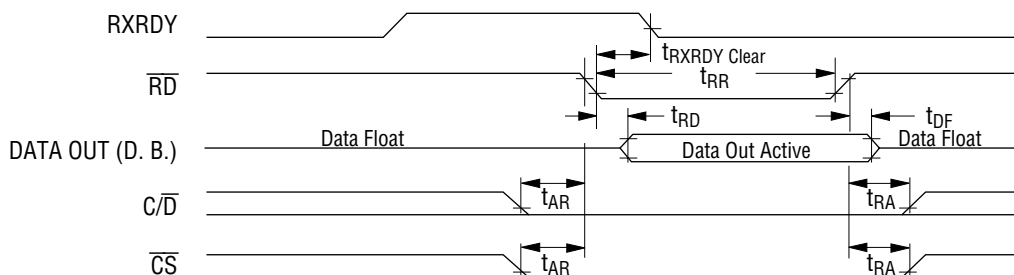 RXRDY
tRXRDY Clear
RD
tRR
tRD
tDF
DATA OUT (D. B.)
Data Float
Data Out Active
Data Float
C/D
tAR
tRA
CS
tAR
tRA